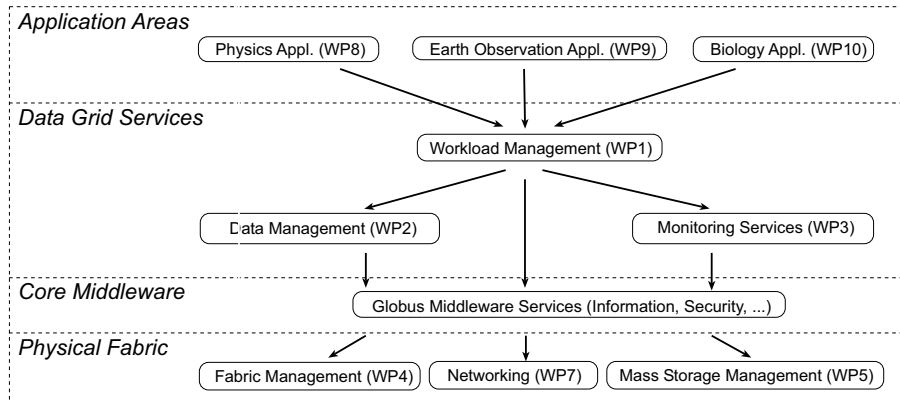 Application Areas
Physics Appl. (WP8)
Earth Observation Appl. (WP9)
Biology Appl. (WP10)
Data Grid Services
Workload Management (WP1)
Data Management (WP2)
Monitoring Services (WP3)
Core Middleware
Globus Middleware Services (Information, Security, ...)
Physical Fabric
Fabric Management (WP4)
Networking (WP7)
Mass Storage Management (WP5)